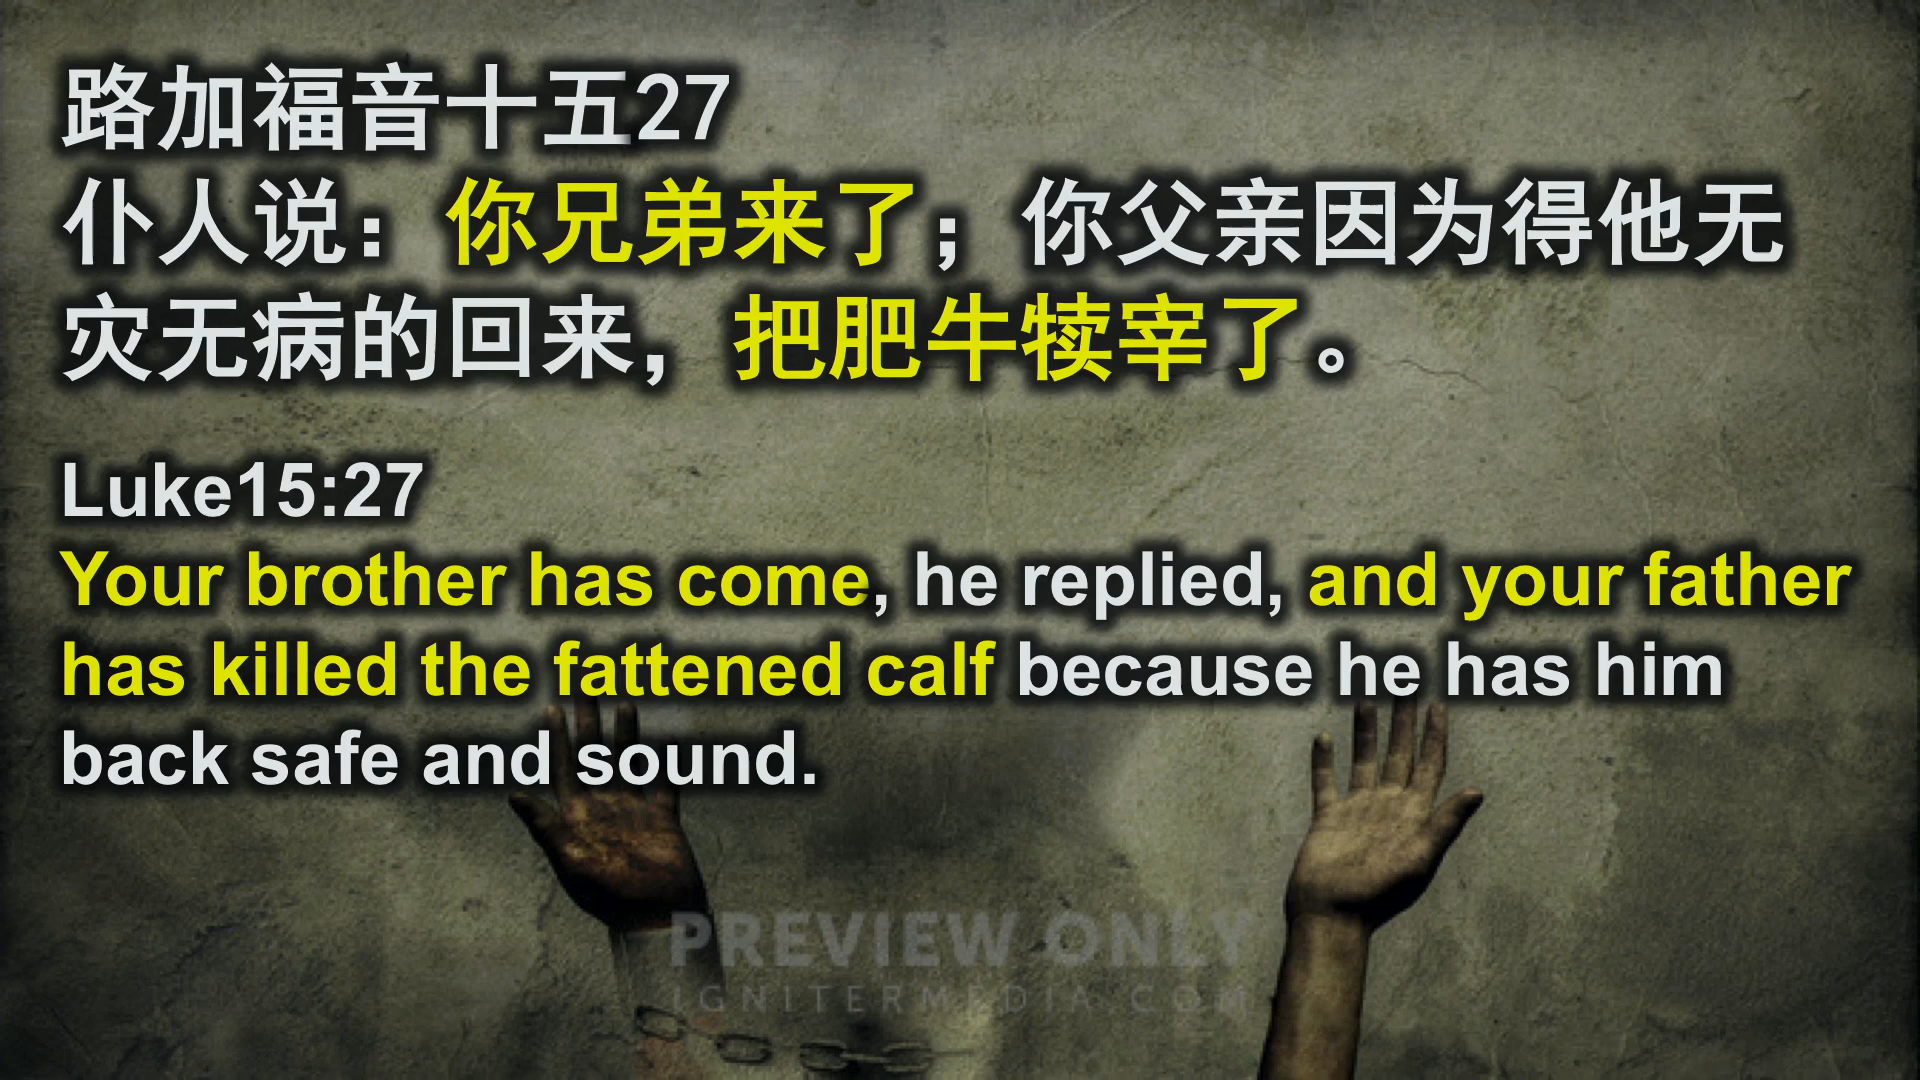 路加福音十五27
仆人说：你兄弟来了；你父亲因为得他无
灾无病的回来，把肥牛犊宰了。
Luke15:27
Your brother has come, he replied, and your father
has killed the fattened calf because he has him
back safe and sound.
PREVIEW ONLY
IGNITERMEDIA.COM